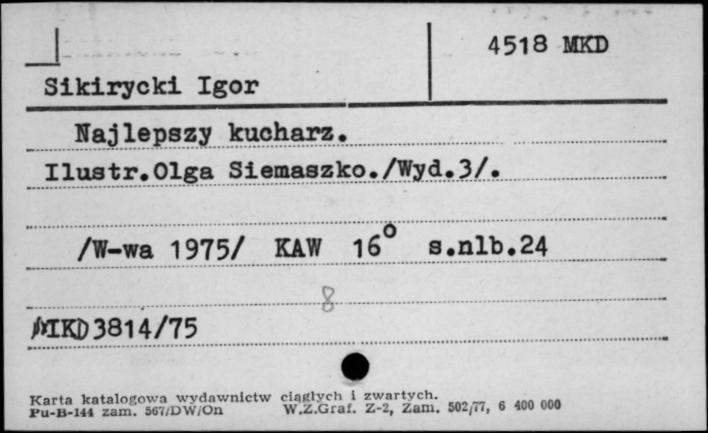 4518 MKD
Sikirycki Igor
Najlepszy kucharz.
Ilustr.Olga Siemaszko./Wyd.3/.
/W-wa 1975/ KAW 16° s.nlb.24
8
MKD 3814/75
Karta katalogowa wydawnictw ciągłych i zwartych.
Pu-B-144 zam. 567/DW/On W.Z.Graf. Z-2, Zam. 502/77, 6 400 000